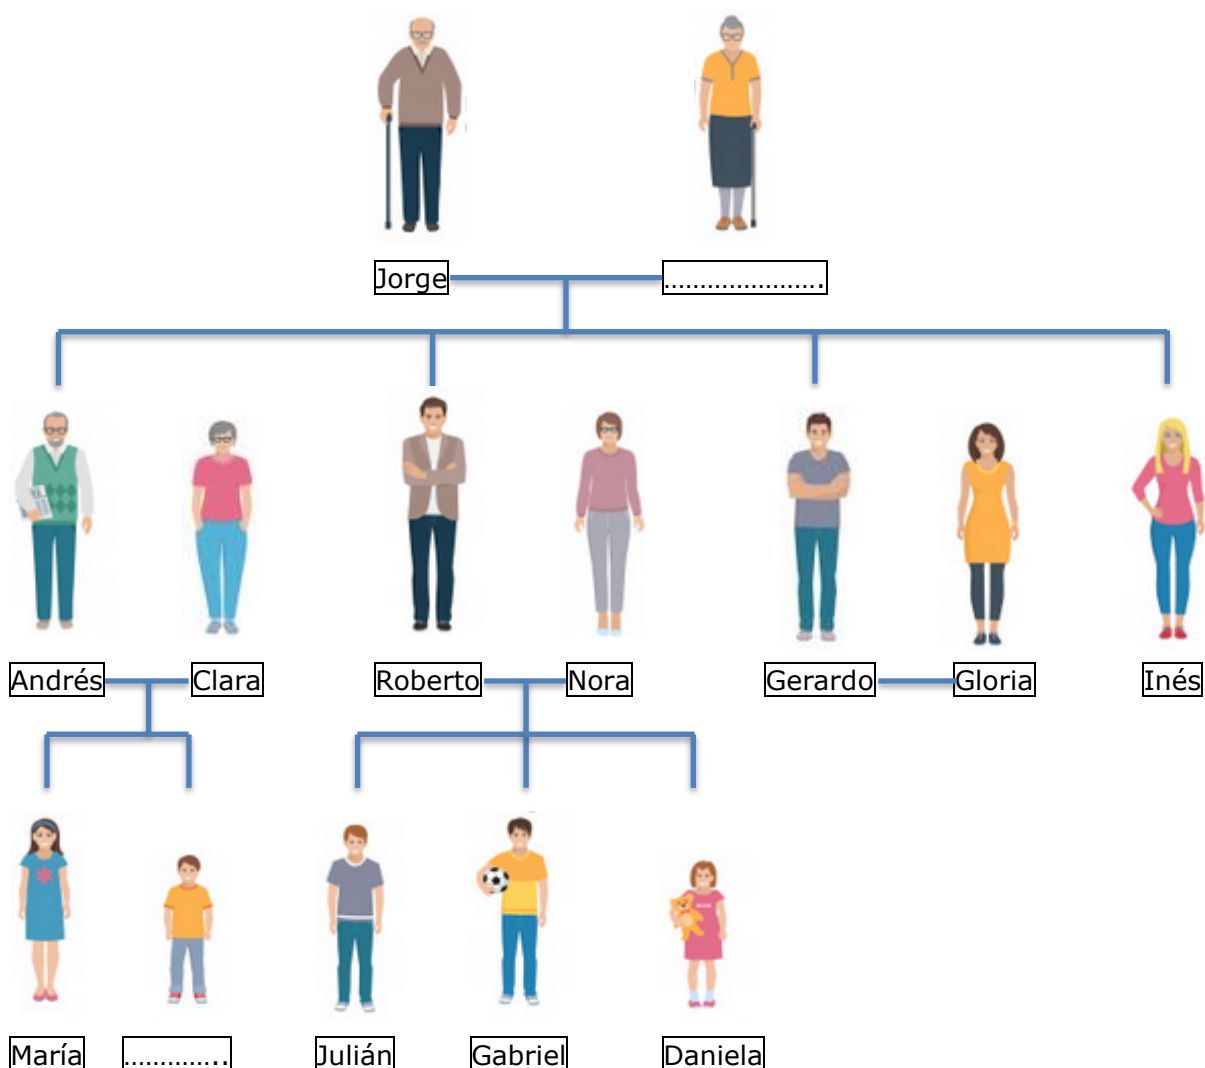 Jorge
………………….
Andrés Clara Roberto Nora Gerardo Gloria Inés
María ………….. Julián Gabriel Daniela